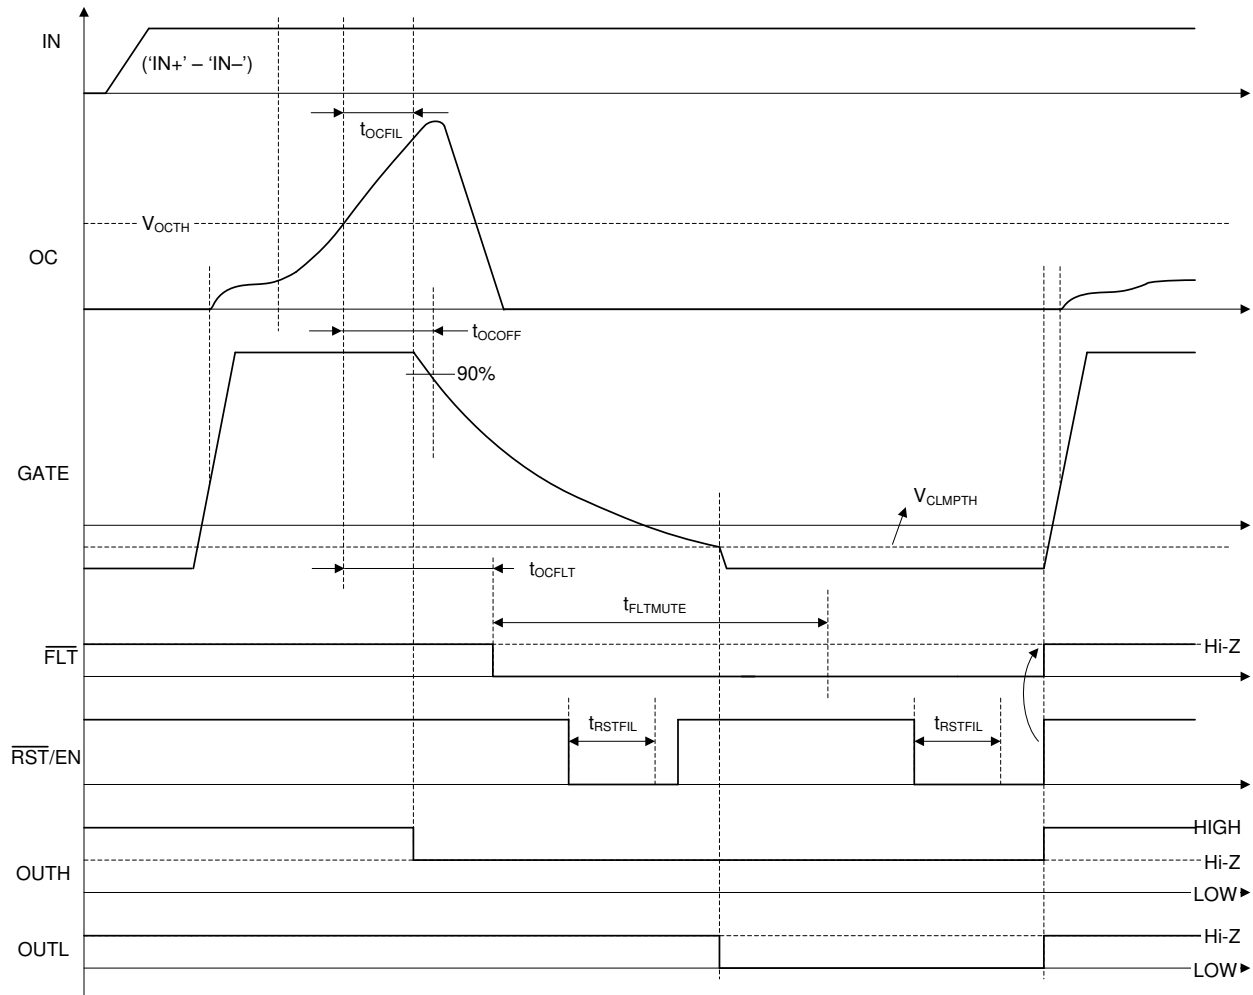 IN
('IN+' – 'IN–')
tOCFIL
VOCTH
OC
tOCOFF
90%
GATE
VCLMPTH
tOCFLT
tFLTMUTE
FLT
Hi-Z
tRSTFIL
tRSTFIL
RST/EN
HIGH
OUTH
Hi-Z
LOW
OUTL
Hi-Z
LOW